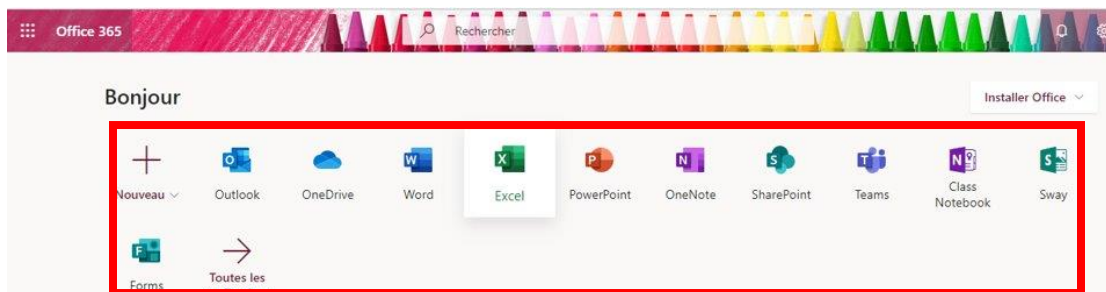 Office 365
Rechercher
Bonjour
Installer Office
Nouveau
Outlook
OneDrive
Word
Excel
PowerPoint
OneNote
SharePoint
Teams
Class
Notebook
Sway
Forms
Toutes les